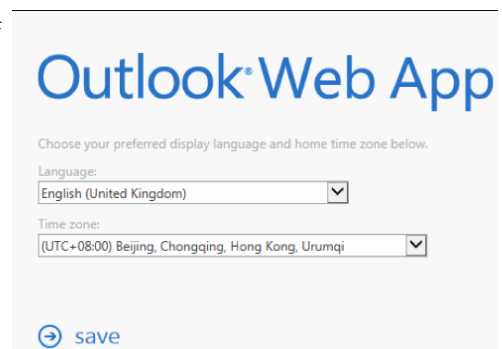 Outlook® Web App
Choose your preferred display language and home time zone below.
Language:
English (United Kingdom)
Time zone:
(UTC+08:00) Beijing, Chongqing, Hong Kong, Urumqi
save